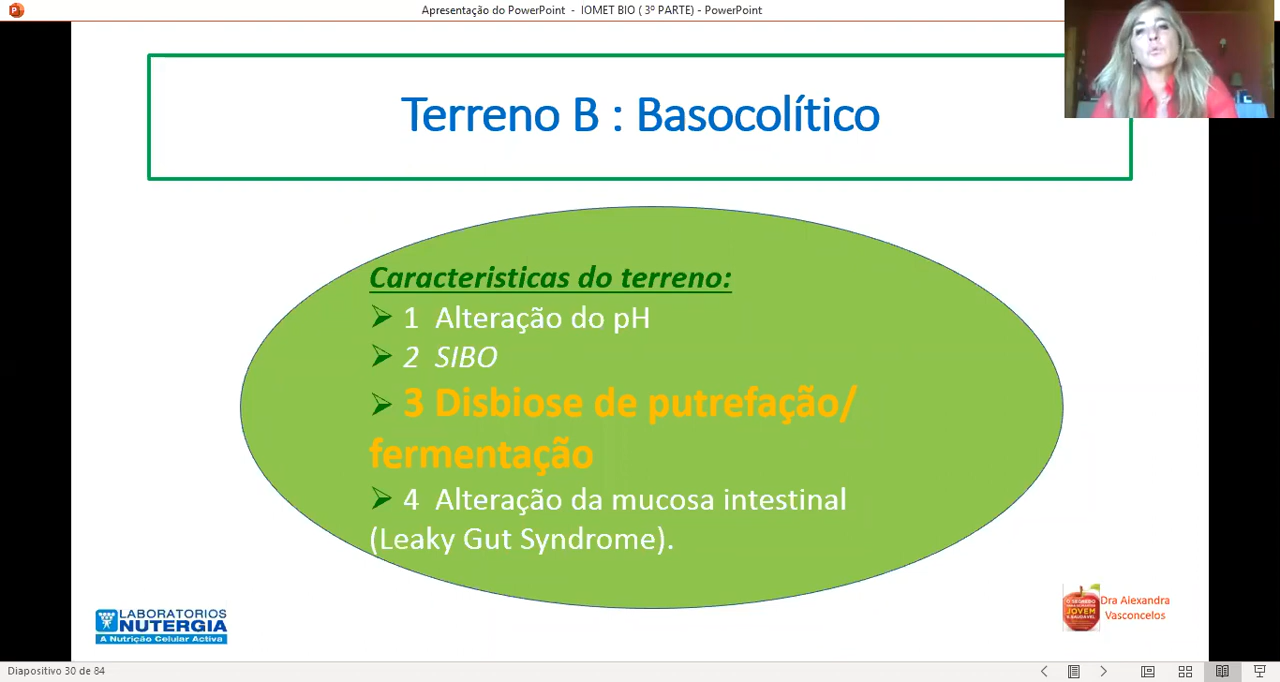 Apresentação do PowerPoint - IOMET BIO ( 3º PARTE) - PowerPoint
Terreno B : Basocolítico
Caracteristicas do terreno:
1 Alteração do pH
2 SIBO
3 Disbiose de putrefação/
fermentação
4 Alteração da mucosa intestinal
(Leaky Gut Syndrome).
LABORATORIOS
NUTERGIA
A Nutrição Celular Activa
JOVEM
Dra Alexandra
Vasconcelos
Diapositivo 30 de 84